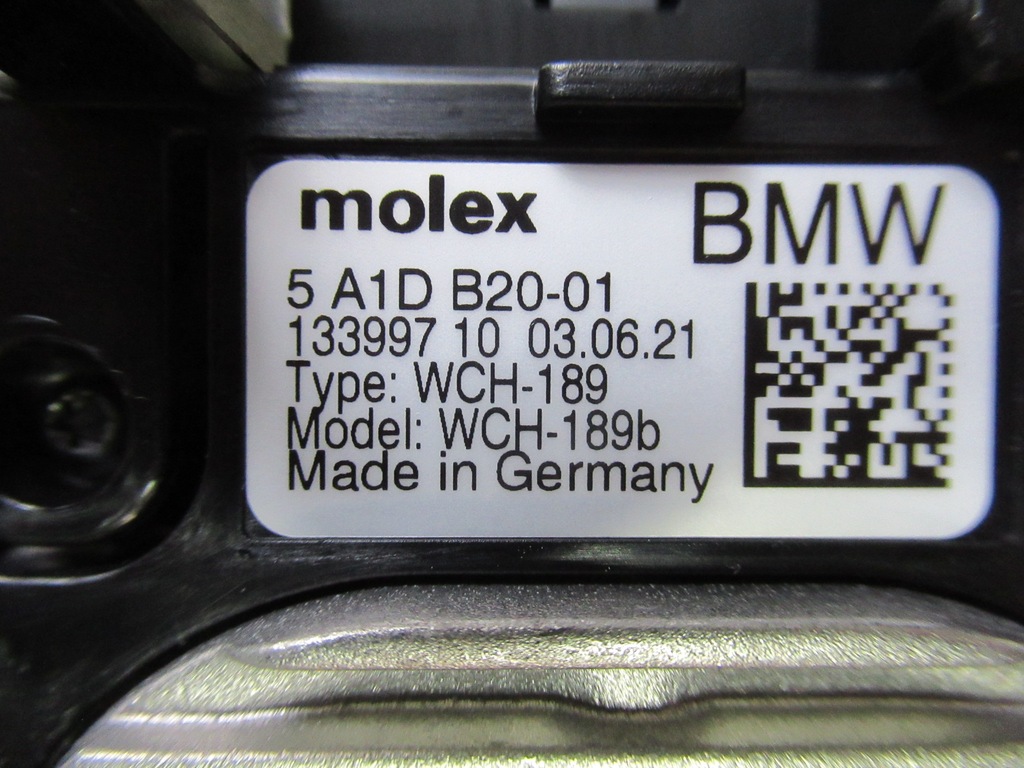 molex
BMW
5 A1D B20-01
133997 10 03.06.21
Type: WCH-189
Model: WCH-189b
Made in Germany